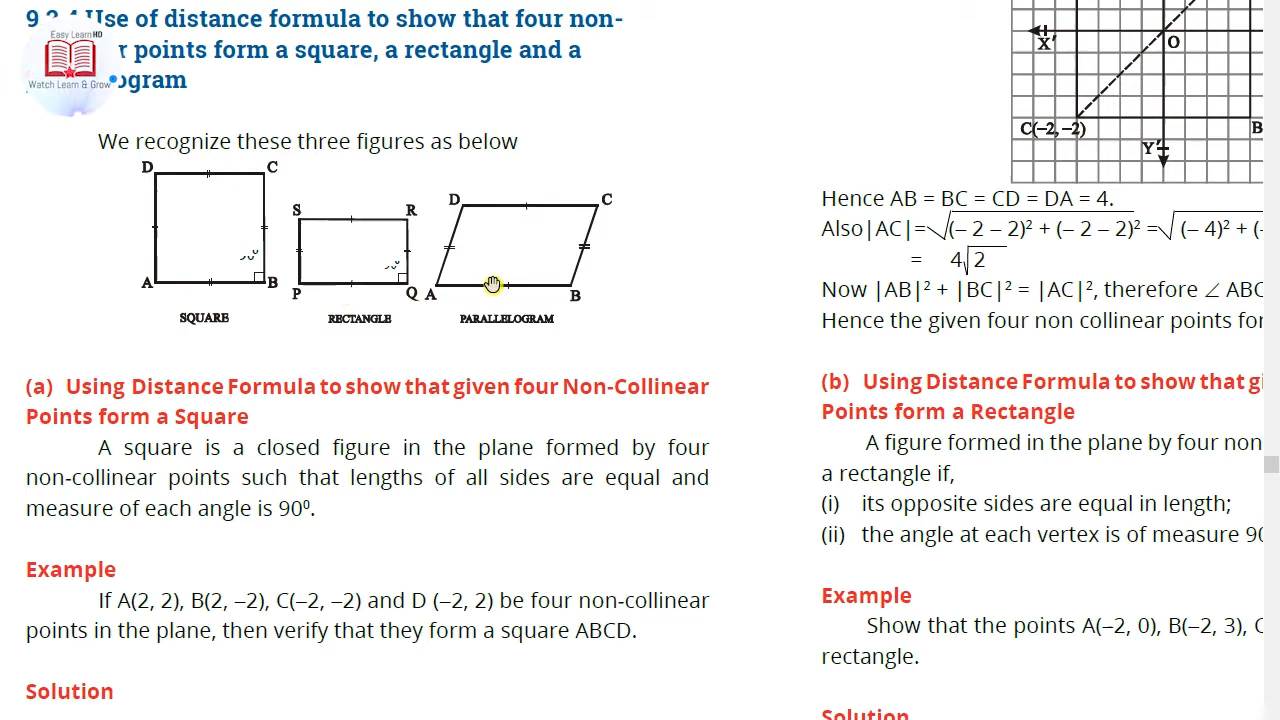 9.2.4 Use of distance formula to show that four non-
r points form a square, a rectangle and a
ogram
Easy Learn HD
Watch Learn & Grow
We recognize these three figures as below
D C
A B
SQUARE
S R
P Q
RECTANGLE
D C
A B
PARALLELOGRAM
(a) Using Distance Formula to show that given four Non-Collinear
Points form a Square
A square is a closed figure in the plane formed by four
non-collinear points such that lengths of all sides are equal and
measure of each angle is 90⁰.
Example
If A(2, 2), B(2, –2), C(–2, –2) and D (–2, 2) be four non-collinear
points in the plane, then verify that they form a square ABCD.
Solution
X′ O
C(–2, –2) B
Y′
Hence AB = BC = CD = DA = 4.
Also|AC|=√(– 2 – 2)² + (– 2 – 2)² =√ (– 4)² + (
= 4√2
Now |AB|² + |BC|² = |AC|², therefore ∠ ABC
Hence the given four non collinear points for
(b) Using Distance Formula to show that gi
Points form a Rectangle
A figure formed in the plane by four non
a rectangle if,
(i) its opposite sides are equal in length;
(ii) the angle at each vertex is of measure 90
Example
Show that the points A(–2, 0), B(–2, 3), C
rectangle.
Solution